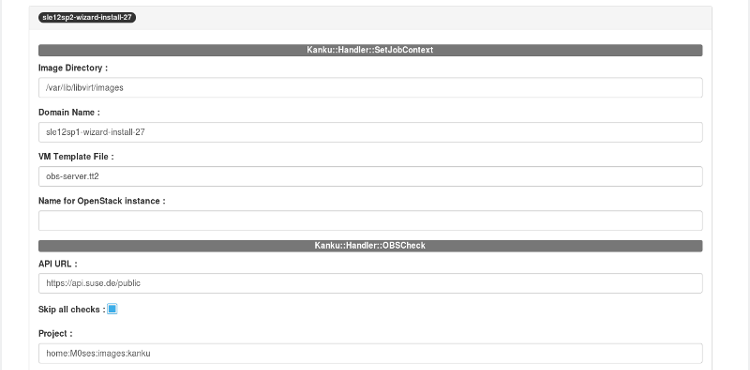 sle12sp2-wizard-install-27
Kanku::Handler::SetJobContext
Image Directory :
/var/lib/libvirt/images
Domain Name :
sle12sp1-wizard-install-27
VM Template File :
obs-server.tt2
Name for OpenStack instance :
Kanku::Handler::OBSCheck
API URL :
https://api.suse.de/public
Skip all checks :
Project :
home:M0ses:images:kanku